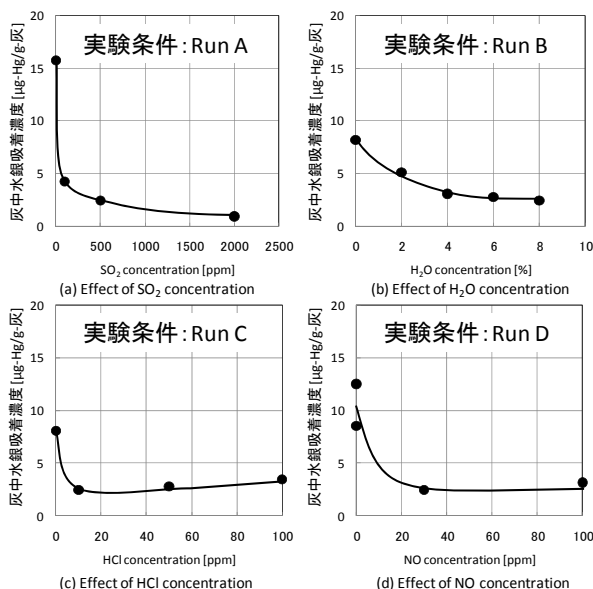 実験条件：Run A
灰中水銀吸着濃度 [μg-Hg/g-灰]
20
15
10
5
0
0 500 1000 1500 2000 2500
SO₂ concentration [ppm]
(a) Effect of SO₂ concentration
実験条件：Run B
灰中水銀吸着濃度 [μg-Hg/g-灰]
20
15
10
5
0
0 2 4 6 8 10
H₂O concentration [%]
(b) Effect of H₂O concentration
実験条件：Run C
灰中水銀吸着濃度 [μg-Hg/g-灰]
20
15
10
5
0
0 20 40 60 80 100
HCl concentration [ppm]
(c) Effect of HCl concentration
実験条件：Run D
灰中水銀吸着濃度 [μg-Hg/g-灰]
20
15
10
5
0
0 20 40 60 80 100
NO concentration [ppm]
(d) Effect of NO concentration